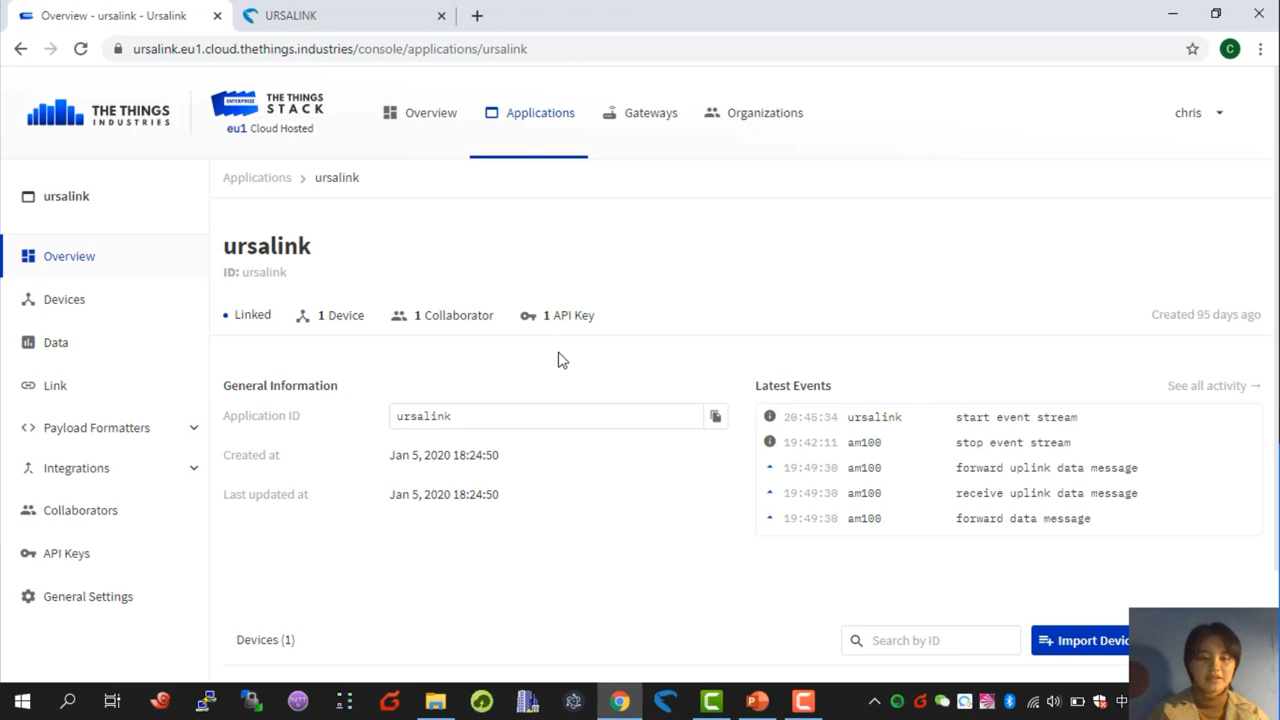 Overview - ursalink - Ursalink
URSALINK
ursalink.eu1.cloud.thethings.industries/console/applications/ursalink
C
THE THINGS
INDUSTRIES
ENTERPRISE
THE THINGS
STACK
eu1 Cloud Hosted
Overview
Applications
Gateways
Organizations
chris
ursalink
Applications > ursalink
Overview
Devices
Data
Link
Payload Formatters
Integrations
Collaborators
API Keys
General Settings
ursalink
ID: ursalink
Linked
1 Device
1 Collaborator
1 API Key
Created 95 days ago
General Information
Application ID
ursalink
Created at
Jan 5, 2020 18:24:50
Last updated at
Jan 5, 2020 18:24:50
Latest Events
See all activity →
20:45:34 ursalink start event stream
19:42:11 am100 stop event stream
19:49:30 am100 forward uplink data message
19:49:30 am100 receive uplink data message
19:49:30 am100 forward data message
Devices (1)
Search by ID
Import Devic
中